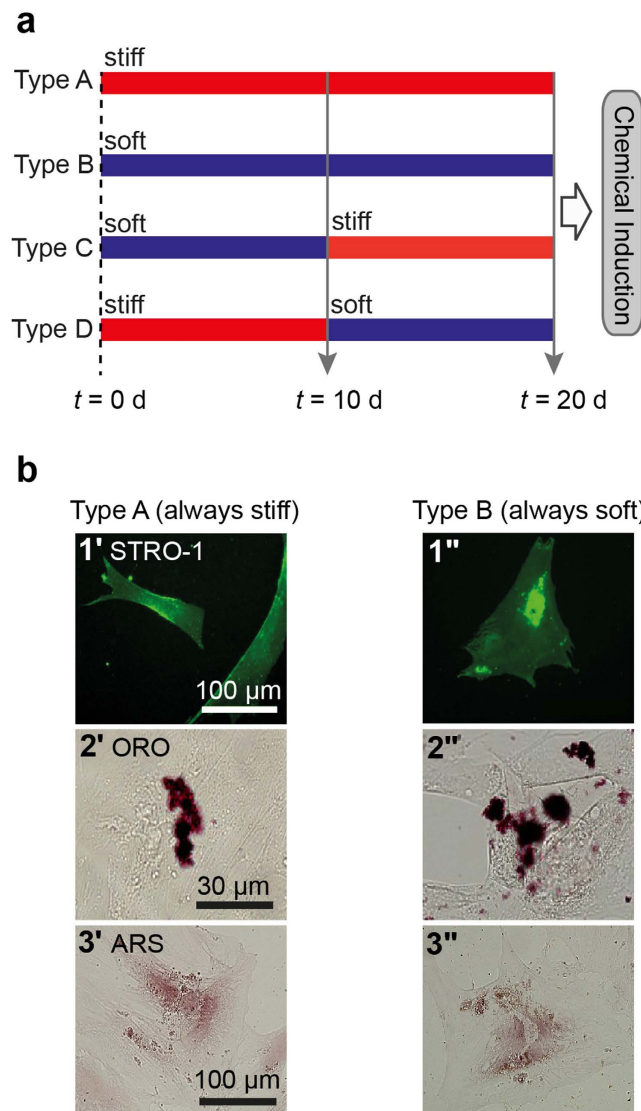 a
stiff
Type A
soft
Type B
soft
stiff
Type C
stiff
soft
Type D
t = 0 d
t = 10 d
t = 20 d
Chemical Induction
b
Type A (always stiff)
Type B (always soft)
1' STRO-1
100 μm
1"
2' ORO
30 μm
2"
3' ARS
100 μm
3"